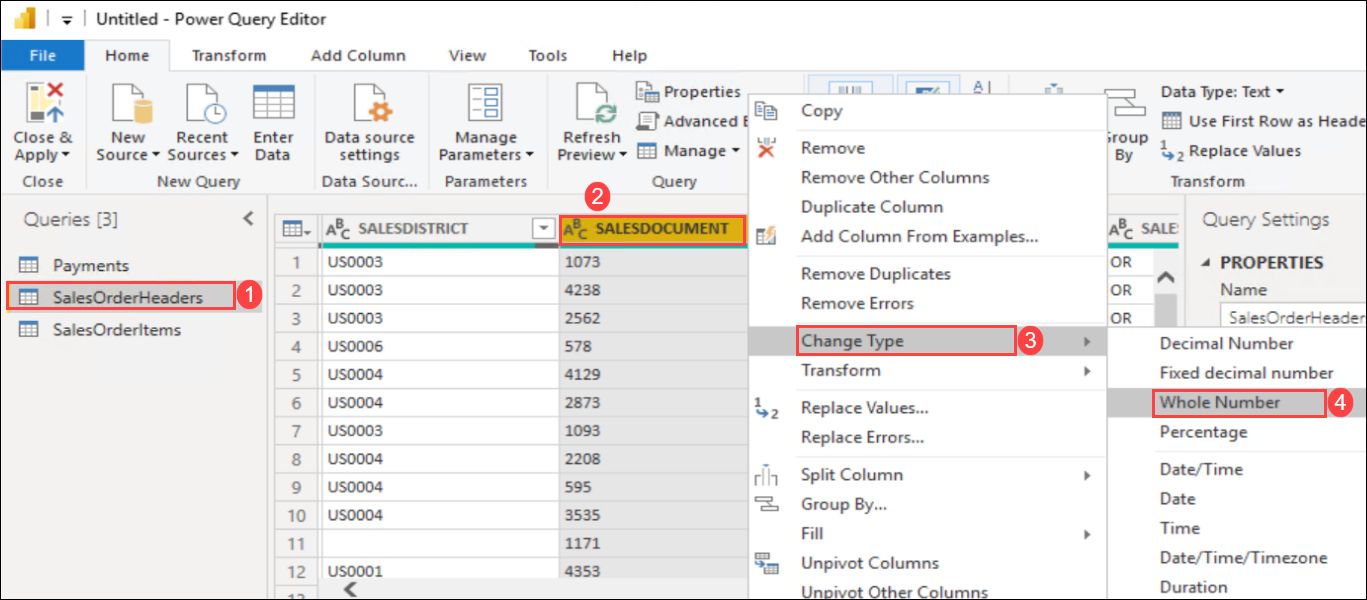 Untitled - Power Query Editor
File Home Transform Add Column View Tools Help
Close & Apply
New Source
Recent Sources
Enter Data
Data source settings
Manage Parameters
Refresh Preview
Properties
Advanced E
Manage
Group By
Data Type: Text
Use First Row as Heade
Replace Values
Close
New Query
Data Sourc...
Parameters
Query
Transform
Queries [3]
Payments
SalesOrderHeaders 1
SalesOrderItems
2
ABC SALESDISTRICT ABC SALESDOCUMENT
1 US0003 1073
2 US0003 4238
3 US0003 2562
4 US0006 578
5 US0004 4129
6 US0004 2873
7 US0003 1093
8 US0004 2208
9 US0004 595
10 US0004 3535
11 1171
12 US0001 4353
Copy
Remove
Remove Other Columns
Duplicate Column
Add Column From Examples...
Remove Duplicates
Remove Errors
Change Type 3
Transform
Replace Values...
Replace Errors...
Split Column
Group By...
Fill
Unpivot Columns
Unpivot Other Columns
ABC SALES
OR
OR
OR
Query Settings
PROPERTIES
Name
SalesOrderHeader
Decimal Number
Fixed decimal number
Whole Number 4
Percentage
Date/Time
Date
Time
Date/Time/Timezone
Duration